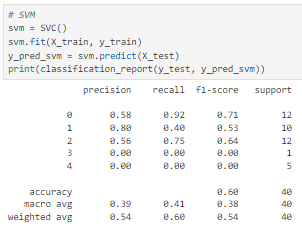 # SVM
svm = SVC()
svm.fit(X_train, y_train)
y_pred_svm = svm.predict(X_test)
print(classification_report(y_test, y_pred_svm))
precision recall f1-score support
0 0.58 0.92 0.71 12
1 0.80 0.40 0.53 10
2 0.56 0.75 0.64 12
3 0.00 0.00 0.00 1
4 0.00 0.00 0.00 5
accuracy 0.60 40
macro avg 0.39 0.41 0.38 40
weighted avg 0.54 0.60 0.54 40